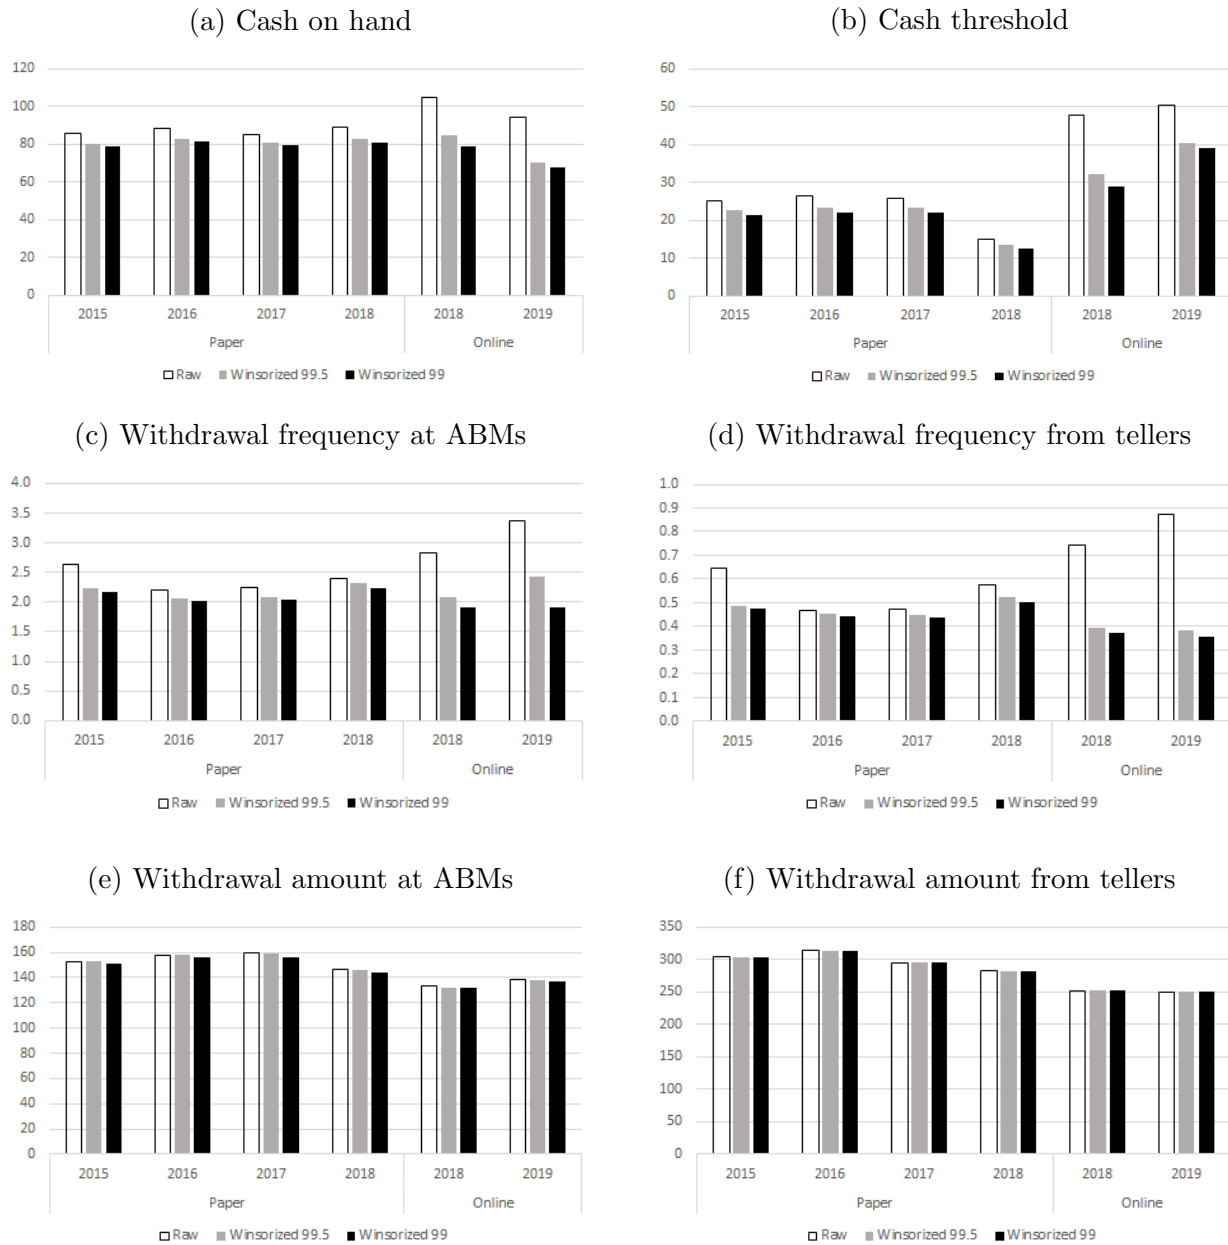 (a) Cash on hand
120
100
80
60
40
20
0
2015 2016 2017 2018 2018 2019
Paper Online
Raw Winsorized 99.5 Winsorized 99
(b) Cash threshold
60
50
40
30
20
10
0
2015 2016 2017 2018 2018 2019
Paper Online
Raw Winsorized 99.5 Winsorized 99
(c) Withdrawal frequency at ABMs
4.0
3.5
3.0
2.5
2.0
1.5
1.0
0.5
0.0
2015 2016 2017 2018 2018 2019
Paper Online
Raw Winsorized 99.5 Winsorized 99
(d) Withdrawal frequency from tellers
1.0
0.9
0.8
0.7
0.6
0.5
0.4
0.3
0.2
0.1
0.0
2015 2016 2017 2018 2018 2019
Paper Online
Raw Winsorized 99.5 Winsorized 99
(e) Withdrawal amount at ABMs
180
160
140
120
100
80
60
40
20
0
2015 2016 2017 2018 2018 2019
Paper Online
Raw Winsorized 99.5 Winsorized 99
(f) Withdrawal amount from tellers
350
300
250
200
150
100
50
0
2015 2016 2017 2018 2018 2019
Paper Online
Raw Winsorized 99.5 Winsorized 99